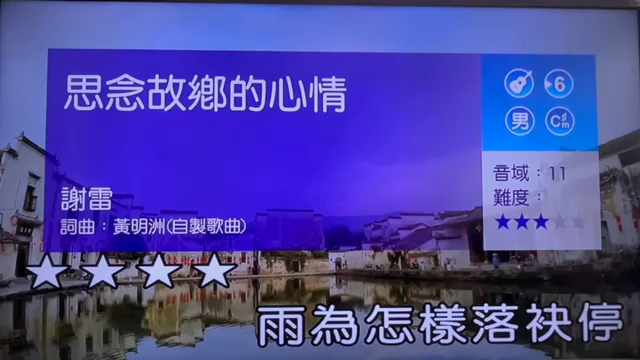 思念故鄉的心情
謝雷
詞曲：黃明洲(自製歌曲)
6
男
C♯m
音域：11
難度：
雨為怎樣落袂停